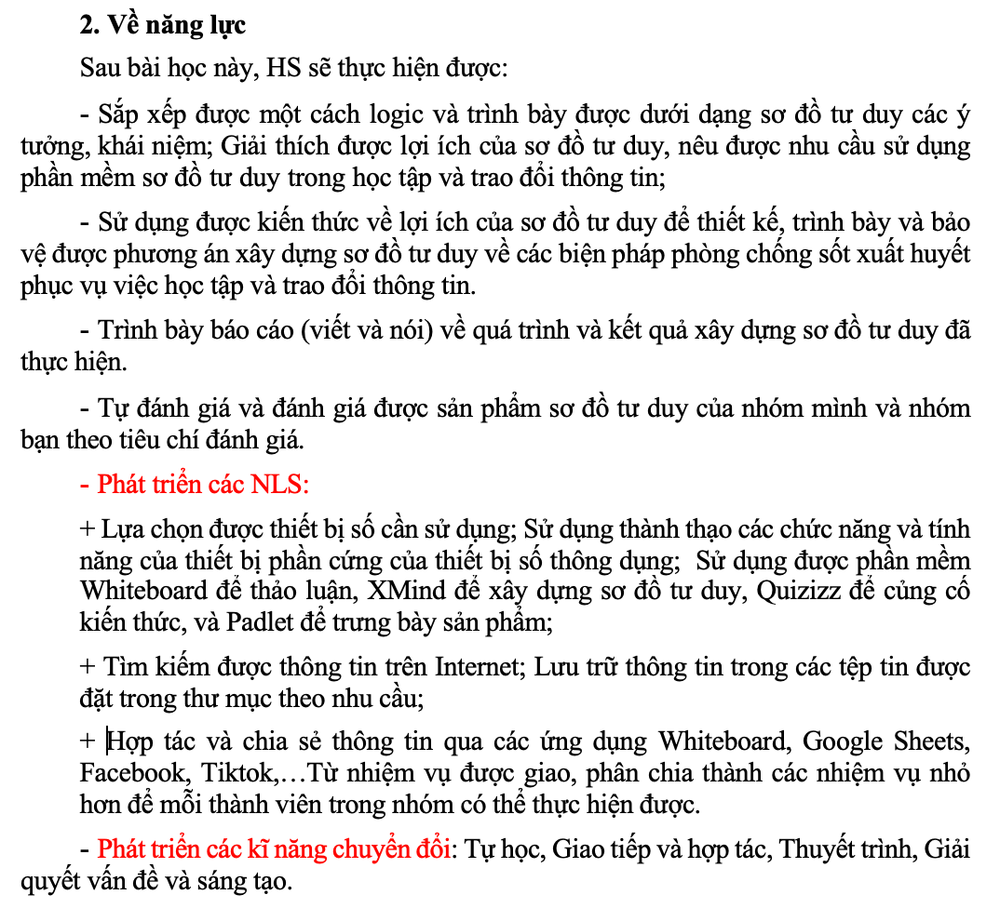 2. Về năng lực
Sau bài học này, HS sẽ thực hiện được:
- Sắp xếp được một cách logic và trình bày được dưới dạng sơ đồ tư duy các ý
tưởng, khái niệm; Giải thích được lợi ích của sơ đồ tư duy, nêu được nhu cầu sử dụng
phần mềm sơ đồ tư duy trong học tập và trao đổi thông tin;
- Sử dụng được kiến thức về lợi ích của sơ đồ tư duy để thiết kế, trình bày và bảo
vệ được phương án xây dựng sơ đồ tư duy về các biện pháp phòng chống sốt xuất huyết
phục vụ việc học tập và trao đổi thông tin.
- Trình bày báo cáo (viết và nói) về quá trình và kết quả xây dựng sơ đồ tư duy đã
thực hiện.
- Tự đánh giá và đánh giá được sản phẩm sơ đồ tư duy của nhóm mình và nhóm
bạn theo tiêu chí đánh giá.
- Phát triển các NLS:
+ Lựa chọn được thiết bị số cần sử dụng; Sử dụng thành thạo các chức năng và tính
năng của thiết bị phần cứng của thiết bị số thông dụng;  Sử dụng được phần mềm
Whiteboard để thảo luận, XMind để xây dựng sơ đồ tư duy, Quizizz để củng cố
kiến thức, và Padlet để trưng bày sản phẩm;
+ Tìm kiếm được thông tin trên Internet; Lưu trữ thông tin trong các tệp tin được
đặt trong thư mục theo nhu cầu;
+ Hợp tác và chia sẻ thông tin qua các ứng dụng Whiteboard, Google Sheets,
Facebook, Tiktok,…Từ nhiệm vụ được giao, phân chia thành các nhiệm vụ nhỏ
hơn để mỗi thành viên trong nhóm có thể thực hiện được.
- Phát triển các kĩ năng chuyển đổi: Tự học, Giao tiếp và hợp tác, Thuyết trình, Giải
quyết vấn đề và sáng tạo.